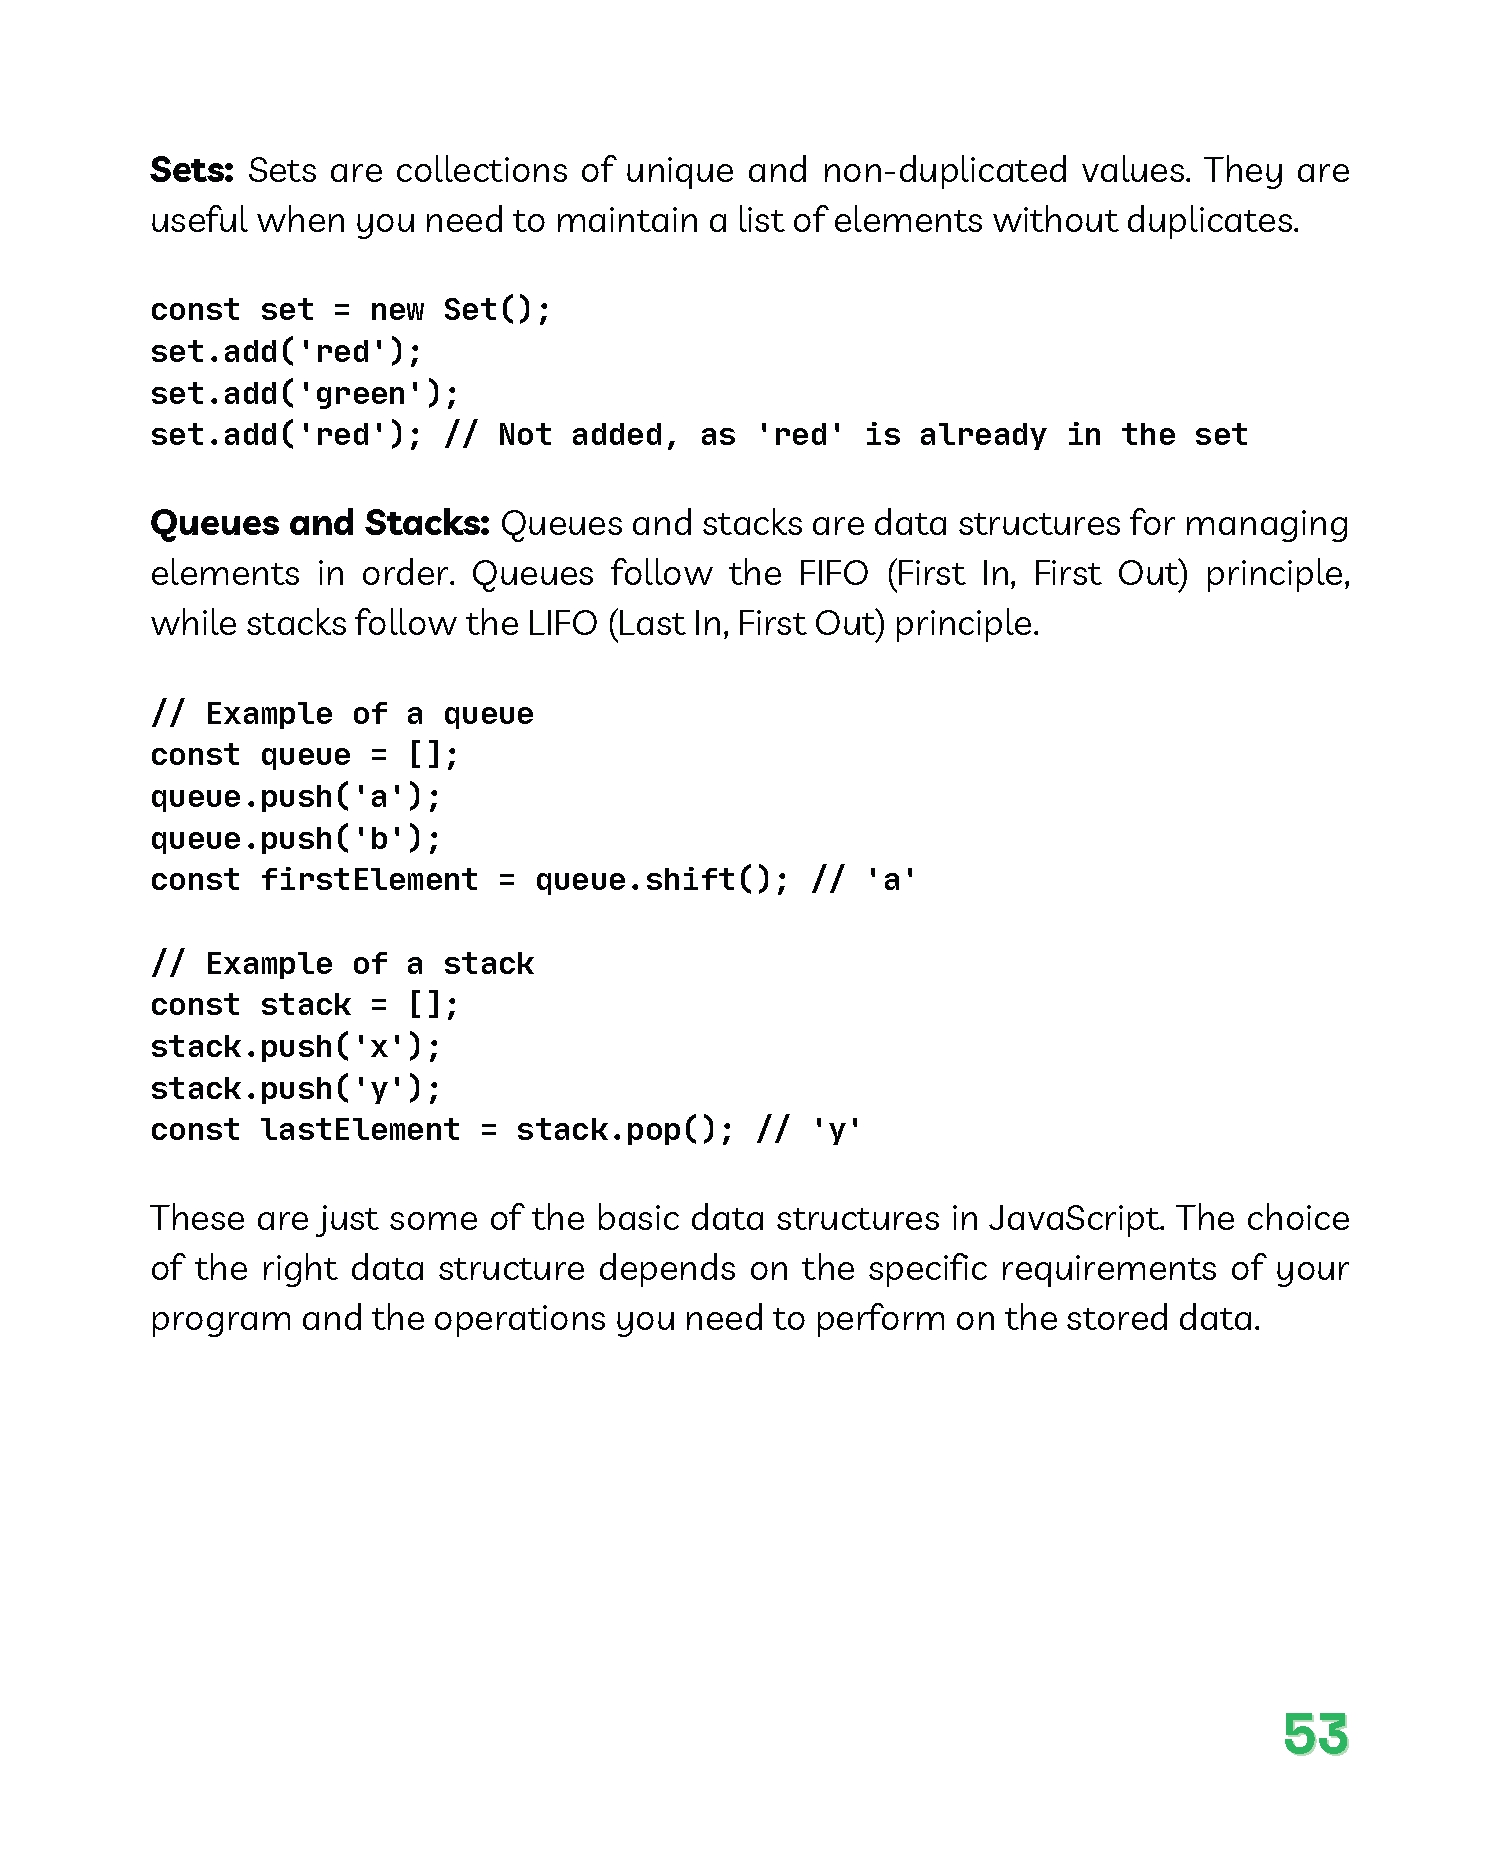 Sets: Sets are collections of unique and non-duplicated values. They are
useful when you need to maintain a list of elements without duplicates.
const set = new Set();
set.add('red');
set.add('green');
set.add('red'); // Not added, as 'red' is already in the set
Queues and Stacks: Queues and stacks are data structures for managing
elements in order. Queues follow the FIFO (First In, First Out) principle,
while stacks follow the LIFO (Last In, First Out) principle.
// Example of a queue
const queue = [];
queue.push('a');
queue.push('b');
const firstElement = queue.shift(); // 'a'
// Example of a stack
const stack = [];
stack.push('x');
stack.push('y');
const lastElement = stack.pop(); // 'y'
These are just some of the basic data structures in JavaScript. The choice
of the right data structure depends on the specific requirements of your
program and the operations you need to perform on the stored data.
53